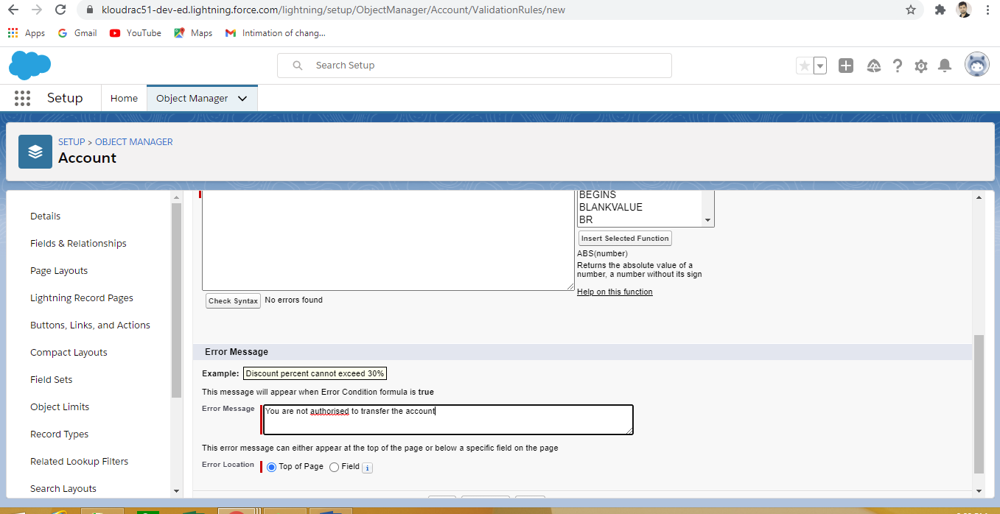 kloudrac51-dev-ed.lightning.force.com/lightning/setup/ObjectManager/Account/ValidationRules/new
Apps Gmail YouTube Maps Intimation of chang...
Search Setup
Setup Home Object Manager
SETUP > OBJECT MANAGER
Account
Details
Fields & Relationships
Page Layouts
Lightning Record Pages
Buttons, Links, and Actions
Compact Layouts
Field Sets
Object Limits
Record Types
Related Lookup Filters
Search Layouts
BEGINS
BLANKVALUE
BR
Insert Selected Function
ABS(number)
Returns the absolute value of a
number, a number without its sign
Help on this function
Check Syntax No errors found
Error Message
Example: Discount percent cannot exceed 30%
This message will appear when Error Condition formula is true
Error Message You are not authorised to transfer the account
This error message can either appear at the top of the page or below a specific field on the page
Error Location Top of Page Field i